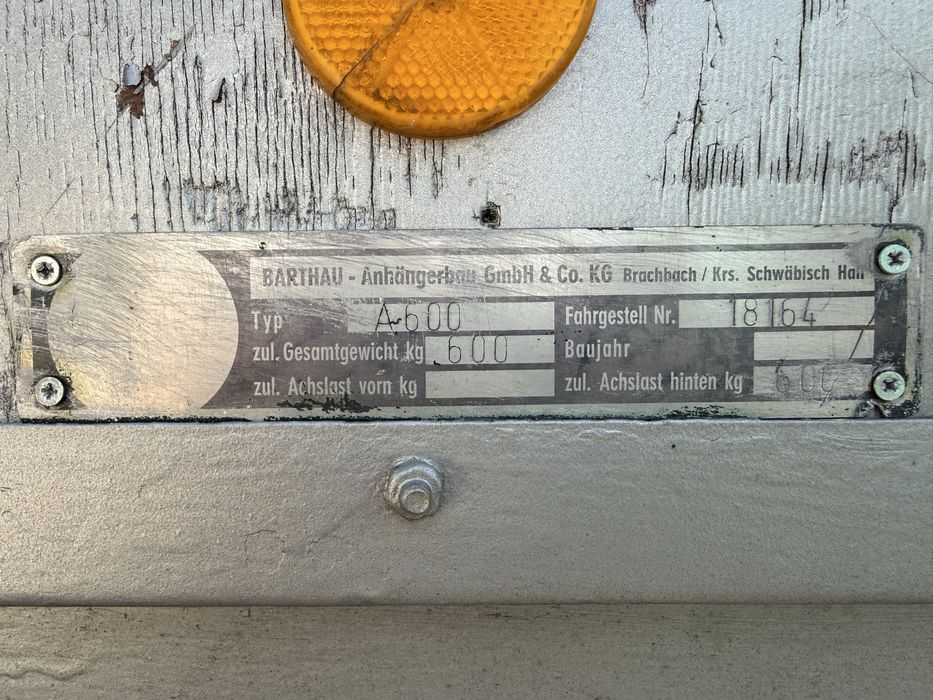 BARTHAU - Anhängerbau GmbH & Co. KG Brachbach / Krs. Schwäbisch Hall
Typ A-600 Fahrgestell Nr. 18164
zul. Gesamtgewicht kg 600 Baujahr
zul. Achslast vorn kg zul. Achslast hinten kg 600